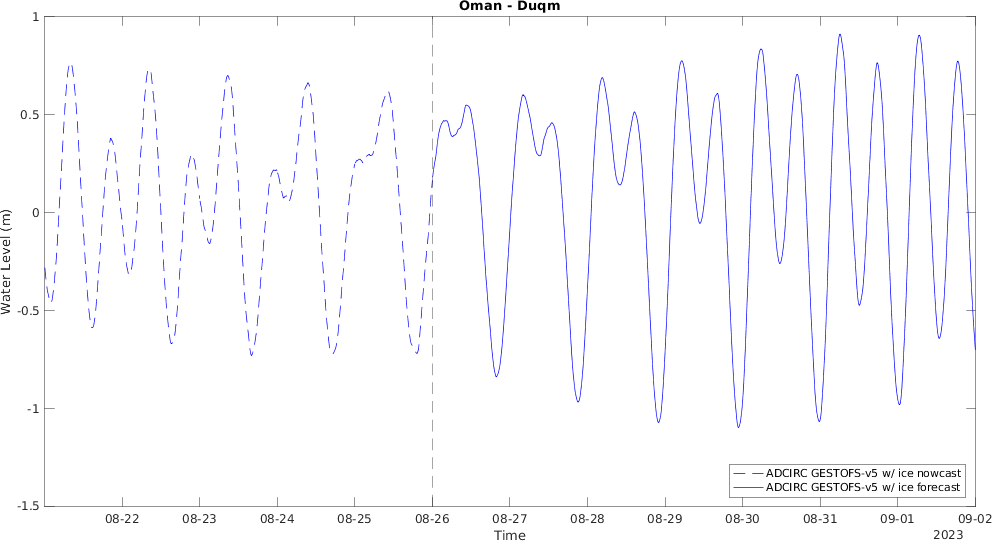 Oman - Duqm
1
0.5
0
-0.5
-1
-1.5
Water Level (m)
ADCIRC GESTOFS-v5 w/ ice nowcast
ADCIRC GESTOFS-v5 w/ ice forecast
08-22 08-23 08-24 08-25 08-26 08-27 08-28 08-29 08-30 08-31 09-01 09-02
Time
2023